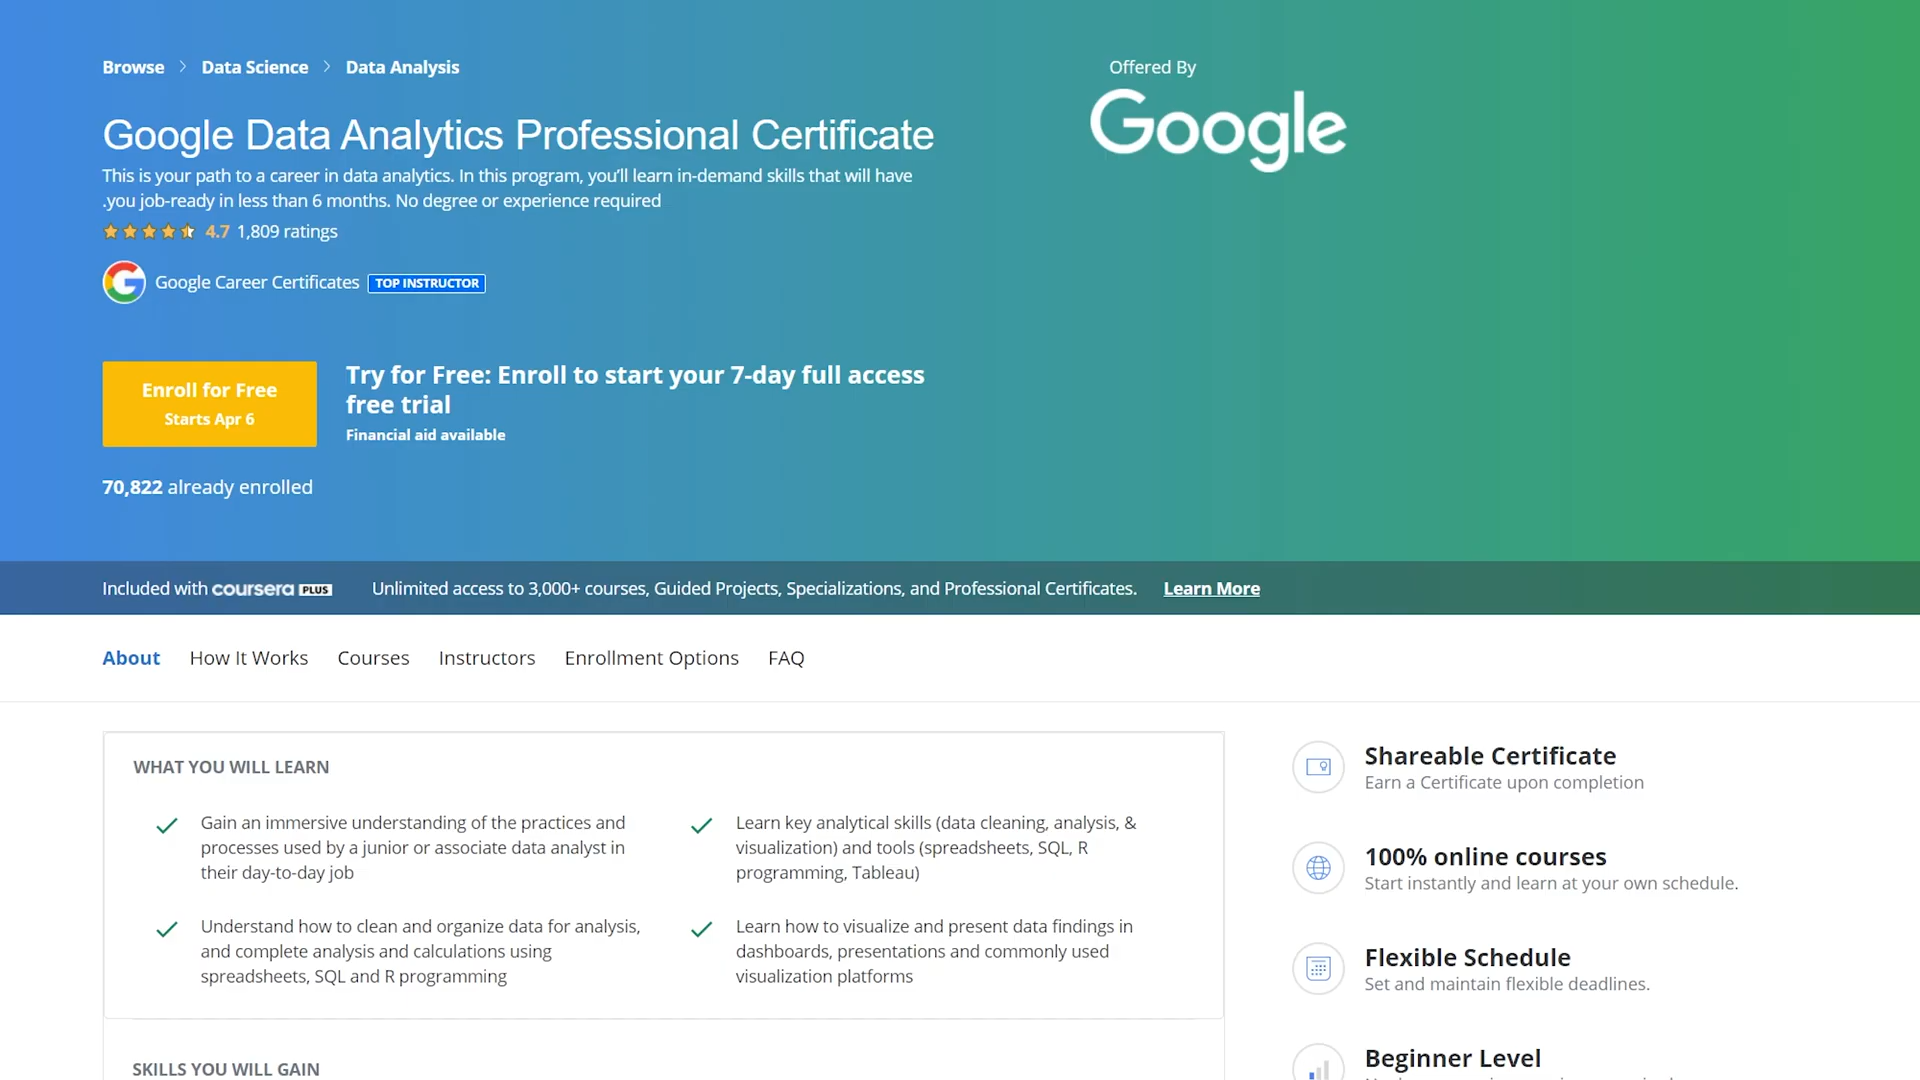 Browse > Data Science > Data Analysis
Offered By
Google
Google Data Analytics Professional Certificate
This is your path to a career in data analytics. In this program, you’ll learn in-demand skills that will have
.you job-ready in less than 6 months. No degree or experience required
4.7 1,809 ratings
Google Career Certificates TOP INSTRUCTOR
Enroll for Free
Starts Apr 6
Try for Free: Enroll to start your 7-day full access
free trial
Financial aid available
70,822 already enrolled
Included with coursera PLUS Unlimited access to 3,000+ courses, Guided Projects, Specializations, and Professional Certificates. Learn More
About How It Works Courses Instructors Enrollment Options FAQ
WHAT YOU WILL LEARN
Gain an immersive understanding of the practices and
processes used by a junior or associate data analyst in
their day-to-day job
Learn key analytical skills (data cleaning, analysis, &
visualization) and tools (spreadsheets, SQL, R
programming, Tableau)
Understand how to clean and organize data for analysis,
and complete analysis and calculations using
spreadsheets, SQL and R programming
Learn how to visualize and present data findings in
dashboards, presentations and commonly used
visualization platforms
SKILLS YOU WILL GAIN
Shareable Certificate
Earn a Certificate upon completion
100% online courses
Start instantly and learn at your own schedule.
Flexible Schedule
Set and maintain flexible deadlines.
Beginner Level